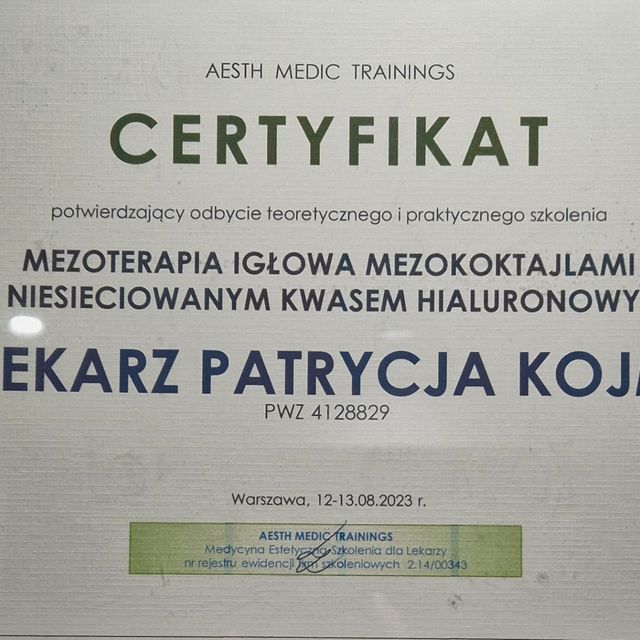 AESTH MEDIC TRAININGS
CERTYFIKAT
potwierdzający odbycie teoretycznego i praktycznego szkolenia
MEZOTERAPIA IGŁOWA MEZOKOKTAJLAMI
NIESIECIOWANYM KWASEM HIALURONOWY
EKARZ PATRYCJA KOJ
PWZ 4128829
Warszawa, 12-13.08.2023 r.
AESTH MEDIC TRAININGS
Medycyna Estetyczna Szkolenia dla Lekarzy
nr rejestru ewidencji firm szkoleniowych 2.14/00343